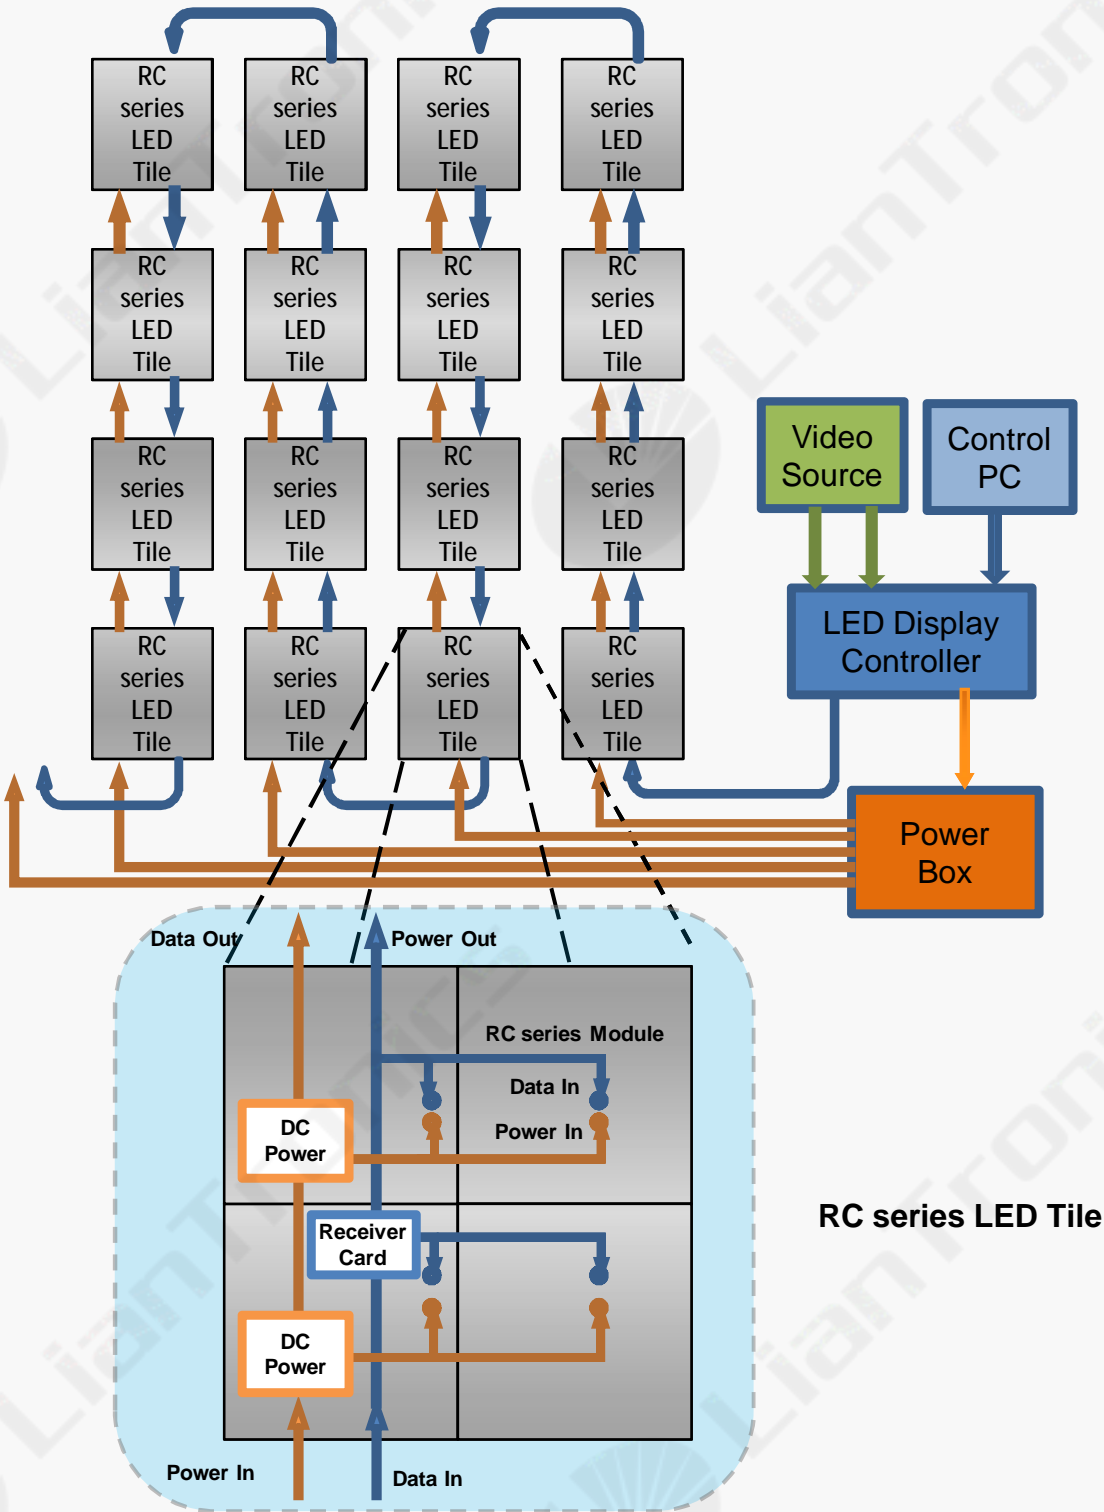 RC
series
LED
Tile
RC
series
LED
Tile
RC
series
LED
Tile
RC
series
LED
Tile
RC
series
LED
Tile
RC
series
LED
Tile
RC
series
LED
Tile
RC
series
LED
Tile
RC
series
LED
Tile
RC
series
LED
Tile
RC
series
LED
Tile
RC
series
LED
Tile
RC
series
LED
Tile
RC
series
LED
Tile
RC
series
LED
Tile
RC
series
LED
Tile
Video
Source
Control
PC
LED Display
Controller
Power
Box
Data Out
Power Out
RC series Module
Data In
Power In
DC
Power
Receiver
Card
DC
Power
Power In
Data In
RC series LED Tile
LianTronics
LianTronics
LianTronics
LianTronics